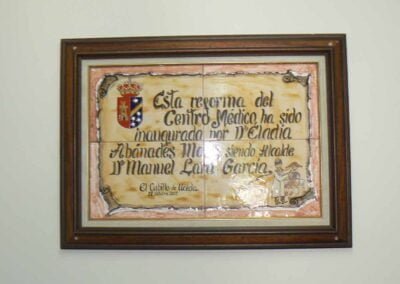 Esta reforma del
Centro Médico, ha sido
inaugurada por Dª Eladia
Abánades siendo Alcalde
Dº Manuel Lara García.
El Cubillo de Uceda